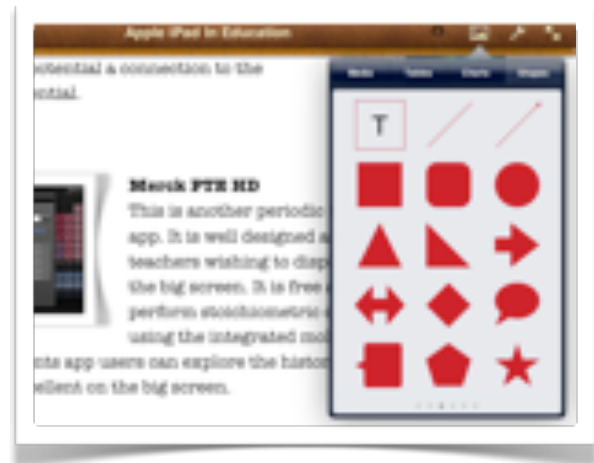 Apple iPad In Education
Media Tables Charts Shapes
potential a connection to the
ential.
T
Merck PTE HD
This is another periodic
app. It is well designed a
teachers wishing to disp
the big screen. It is free
perform stoichiometric
using the integrated mol
nts app users can explore the histor
ellent on the big screen.